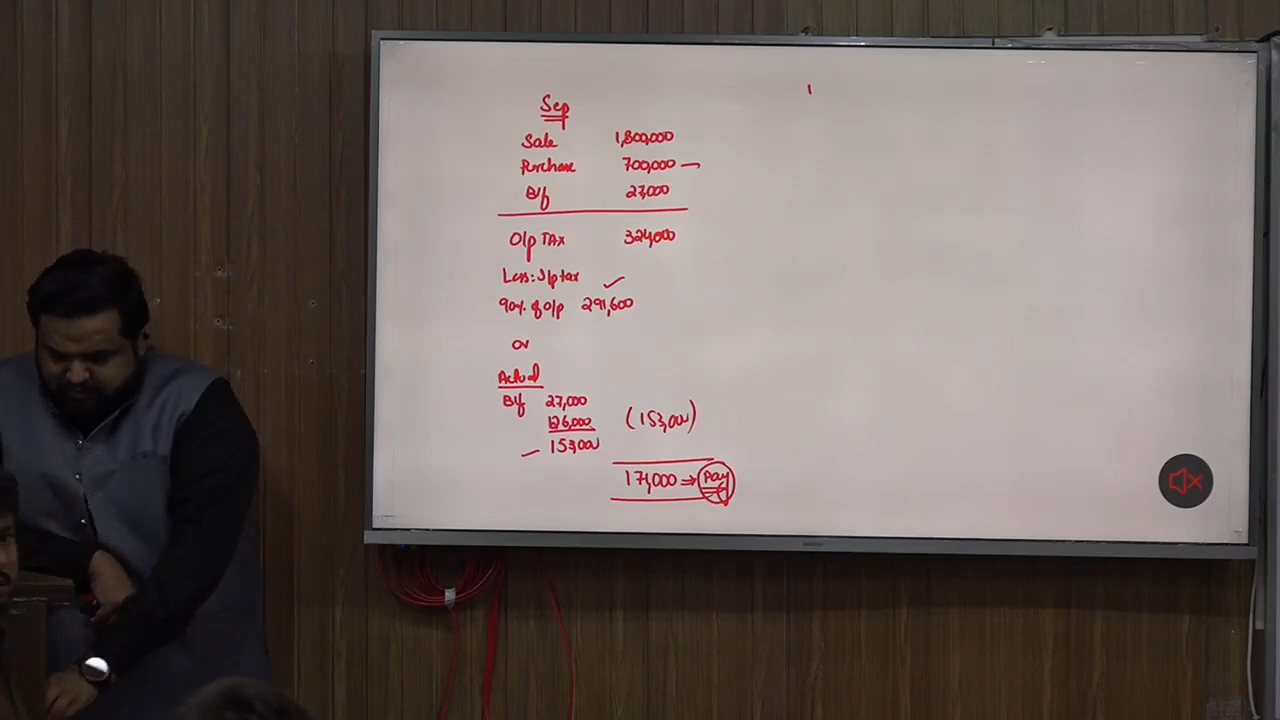 Sep
Sale 1,800,000
Purchase 700,000
B/f 27,000
O/p TAX 324,000
Less: I/p tax
90% of O/p 291,600
or
Actual
B/f 27,000
126,000 (153,000)
153,000
171,000 → Pay